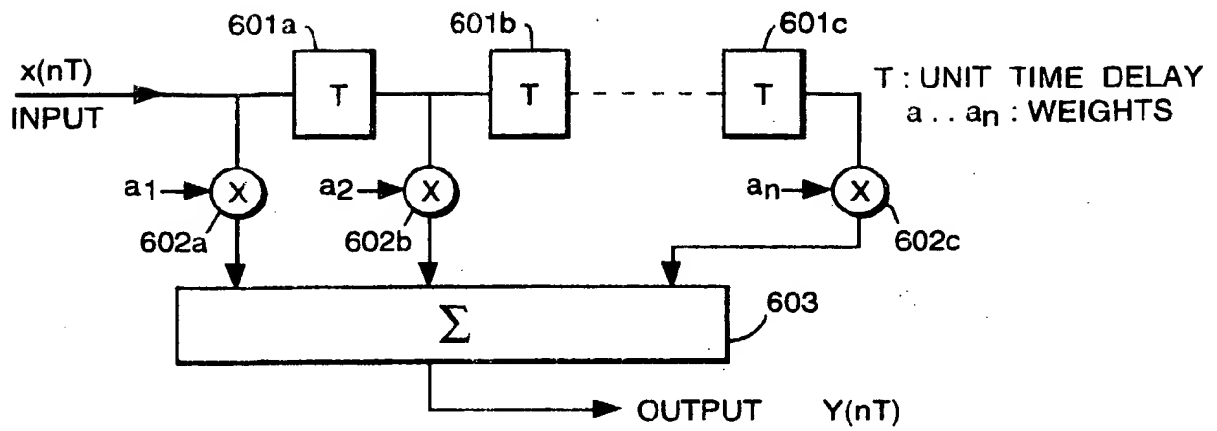 601a
601b
601c
x(nT)
INPUT
T
T
T
T : UNIT TIME DELAY
a . . an : WEIGHTS
a1
X
a2
X
an
X
602a
602b
602c
Σ
603
OUTPUT Y(nT)